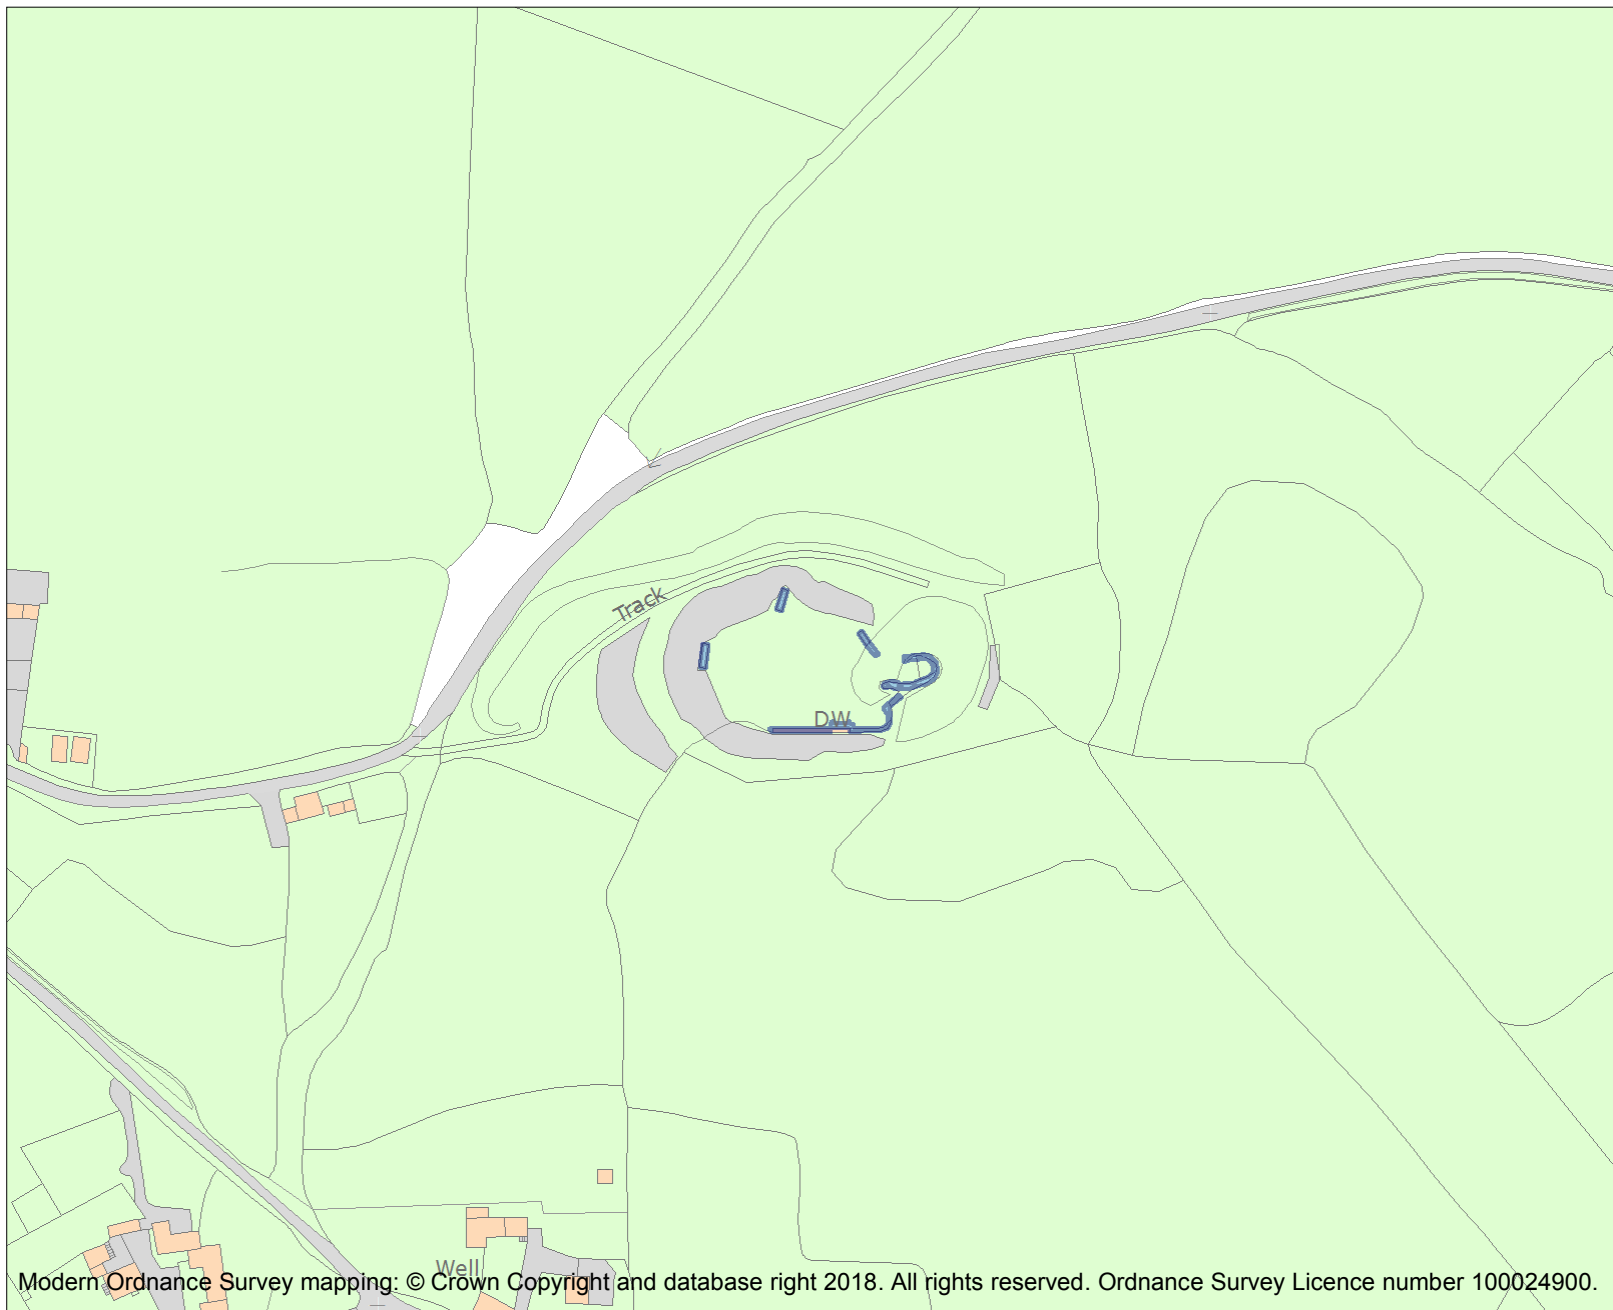 Track
DW
Well
Modern Ordnance Survey mapping: © Crown Copyright and database right 2018. All rights reserved. Ordnance Survey Licence number 100024900.